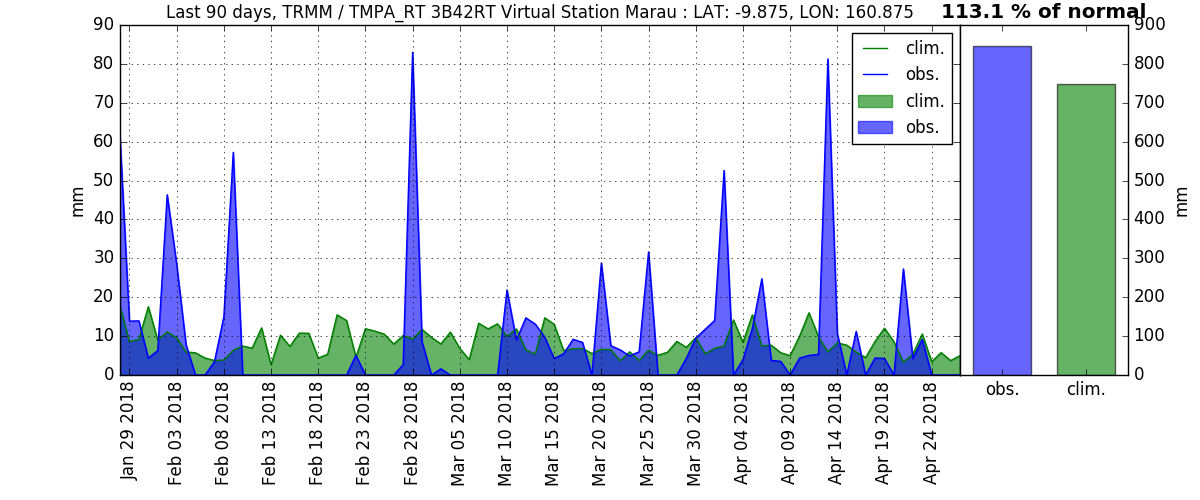 Last 90 days, TRMM / TMPA_RT 3B42RT Virtual Station Marau : LAT: -9.875, LON: 160.875
113.1 % of normal
90
80
70
60
50
40
30
20
10
0
mm
clim.
obs.
clim.
obs.
Jan 29 2018
Feb 03 2018
Feb 08 2018
Feb 13 2018
Feb 18 2018
Feb 23 2018
Feb 28 2018
Mar 05 2018
Mar 10 2018
Mar 15 2018
Mar 20 2018
Mar 25 2018
Mar 30 2018
Apr 04 2018
Apr 09 2018
Apr 14 2018
Apr 19 2018
Apr 24 2018
900
800
700
600
500
400
300
200
100
0
mm
obs.
clim.